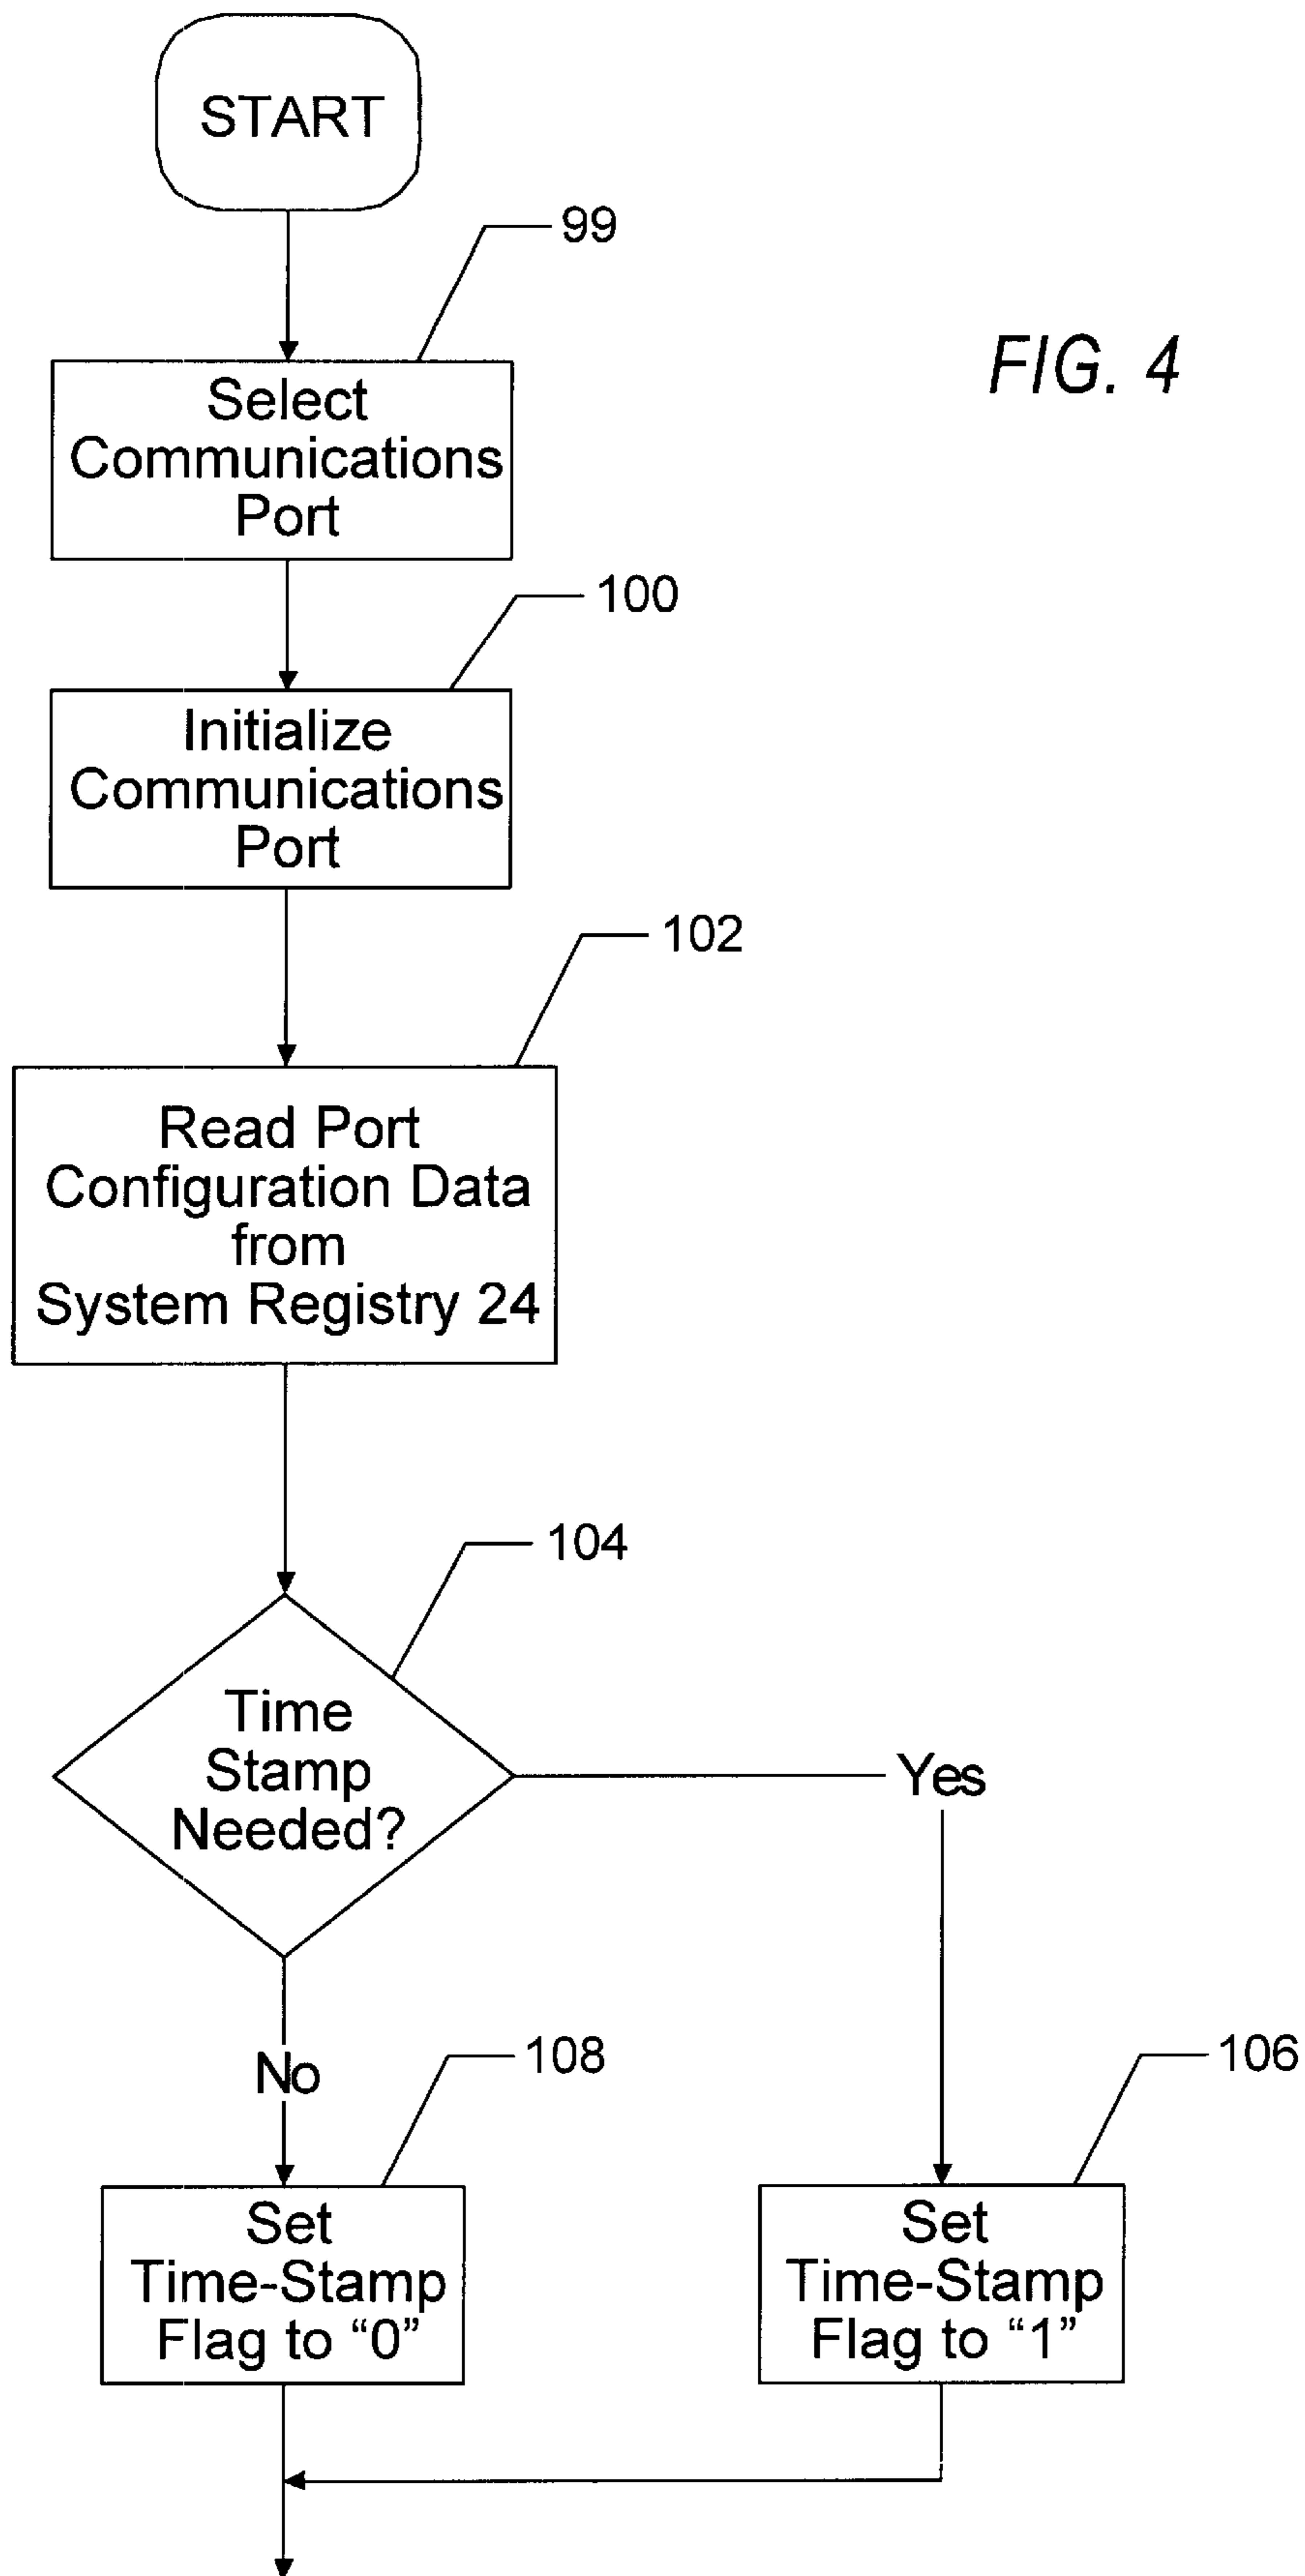 START
99
FIG. 4
Select
Communications
Port
100
Initialize
Communications
Port
102
Read Port
Configuration Data
from
System Registry 24
104
Time
Stamp
Needed?
Yes
No
108
106
Set
Time-Stamp
Flag to “0”
Set
Time-Stamp
Flag to “1”